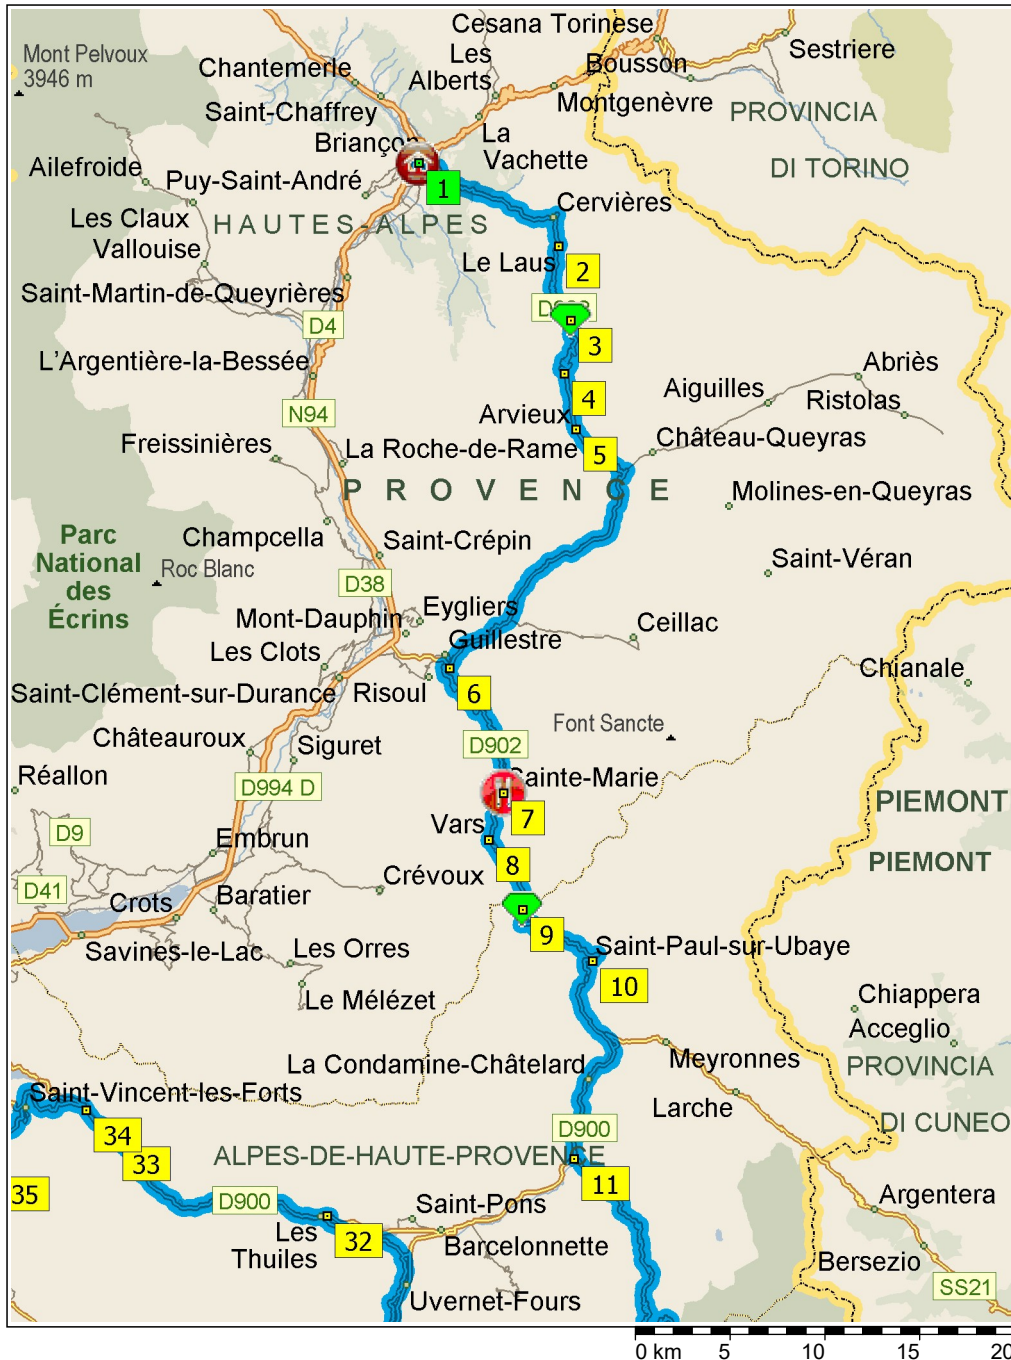 Cesana Torinese
Mont Pelvoux
3946 m
Les
Alberts
Sestriere
Bousson
Chantemerle
Montgenèvre
Saint-Chaffrey
PROVINCIA
Briançon
La
Vachette
Ailefroide
DI TORINO
Puy-Saint-André
1
Cervières
Les Claux
HAUTES-ALPES
Vallouise
Le Laus
2
Saint-Martin-de-Queyrières
D4
3
L'Argentière-la-Bessée
Abriès
Aiguilles
4
Ristolas
N94
Arvieux
Freissinières
Château-Queyras
La Roche-de-Rame
5
PROVENCE
Molines-en-Queyras
Parc
National
des
Écrins
Champcella
Saint-Crépin
Saint-Véran
Roc Blanc
D38
Eygliers
Mont-Dauphin
Ceillac
Guillestre
Les Clots
Chianale
Saint-Clément-sur-Durance
Risoul
6
Font Sancte
Châteauroux
Siguret
D902
Réallon
Sainte-Marie
D994 D
PIEMONT
7
Vars
D9
Embrun
PIEMONT
8
Crévoux
D41
Baratier
Crots
9
Saint-Paul-sur-Ubaye
Savines-le-Lac
Les Orres
10
Le Mélézet
Chiappera
Acceglio
La Condamine-Châtelard
Meyronnes
PROVINCIA
Saint-Vincent-les-Forts
Larche
DI CUNEO
D900
34
33
ALPES-DE-HAUTE-PROVENCE
35
11
D900
Saint-Pons
Argentera
Les
Thuiles
32
Barcelonnette
Bersezio
SS21
Uvernet-Fours
0 km 5 10 15 20